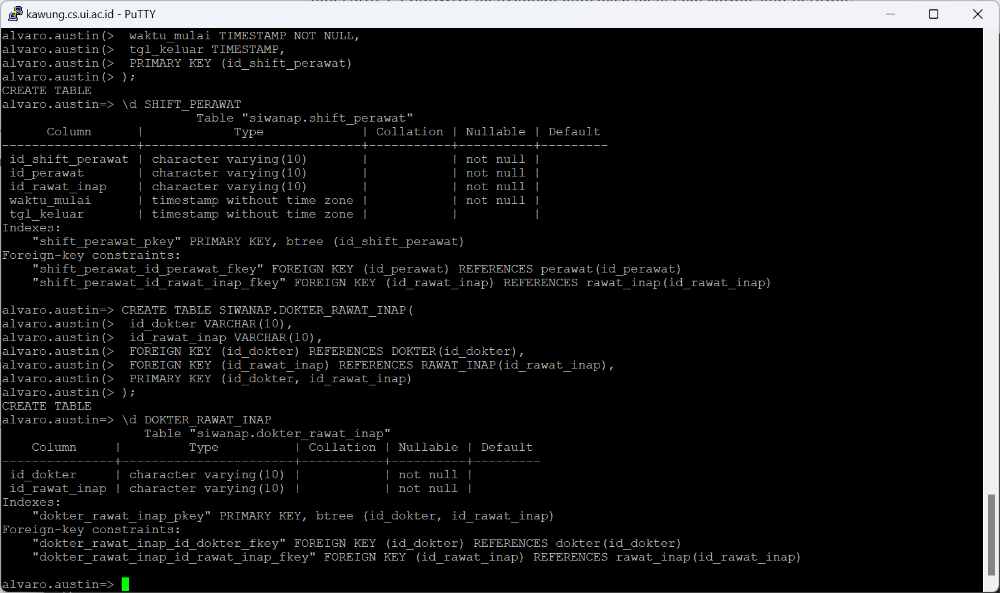 kawung.cs.ui.ac.id - PuTTY
alvaro.austin(>  waktu_mulai TIMESTAMP NOT NULL,
alvaro.austin(>  tgl_keluar TIMESTAMP,
alvaro.austin(>  PRIMARY KEY (id_shift_perawat)
alvaro.austin(> );
CREATE TABLE
alvaro.austin=> \d SHIFT_PERAWAT
                          Table "siwanap.shift_perawat"
      Column      |            Type             | Collation | Nullable | Default
------------------+-----------------------------+-----------+----------+---------
 id_shift_perawat | character varying(10)       |           | not null |
 id_perawat       | character varying(10)       |           | not null |
 id_rawat_inap    | character varying(10)       |           | not null |
 waktu_mulai      | timestamp without time zone |           | not null |
 tgl_keluar       | timestamp without time zone |           |          |
Indexes:
    "shift_perawat_pkey" PRIMARY KEY, btree (id_shift_perawat)
Foreign-key constraints:
    "shift_perawat_id_perawat_fkey" FOREIGN KEY (id_perawat) REFERENCES perawat(id_perawat)
    "shift_perawat_id_rawat_inap_fkey" FOREIGN KEY (id_rawat_inap) REFERENCES rawat_inap(id_rawat_inap)

alvaro.austin=> CREATE TABLE SIWANAP.DOKTER_RAWAT_INAP(
alvaro.austin(>  id_dokter VARCHAR(10),
alvaro.austin(>  id_rawat_inap VARCHAR(10),
alvaro.austin(>  FOREIGN KEY (id_dokter) REFERENCES DOKTER(id_dokter),
alvaro.austin(>  FOREIGN KEY (id_rawat_inap) REFERENCES RAWAT_INAP(id_rawat_inap),
alvaro.austin(>  PRIMARY KEY (id_dokter, id_rawat_inap)
alvaro.austin(> );
CREATE TABLE
alvaro.austin=> \d DOKTER_RAWAT_INAP
                   Table "siwanap.dokter_rawat_inap"
    Column     |         Type          | Collation | Nullable | Default
---------------+-----------------------+-----------+----------+---------
 id_dokter     | character varying(10) |           | not null |
 id_rawat_inap | character varying(10) |           | not null |
Indexes:
    "dokter_rawat_inap_pkey" PRIMARY KEY, btree (id_dokter, id_rawat_inap)
Foreign-key constraints:
    "dokter_rawat_inap_id_dokter_fkey" FOREIGN KEY (id_dokter) REFERENCES dokter(id_dokter)
    "dokter_rawat_inap_id_rawat_inap_fkey" FOREIGN KEY (id_rawat_inap) REFERENCES rawat_inap(id_rawat_inap)

alvaro.austin=>